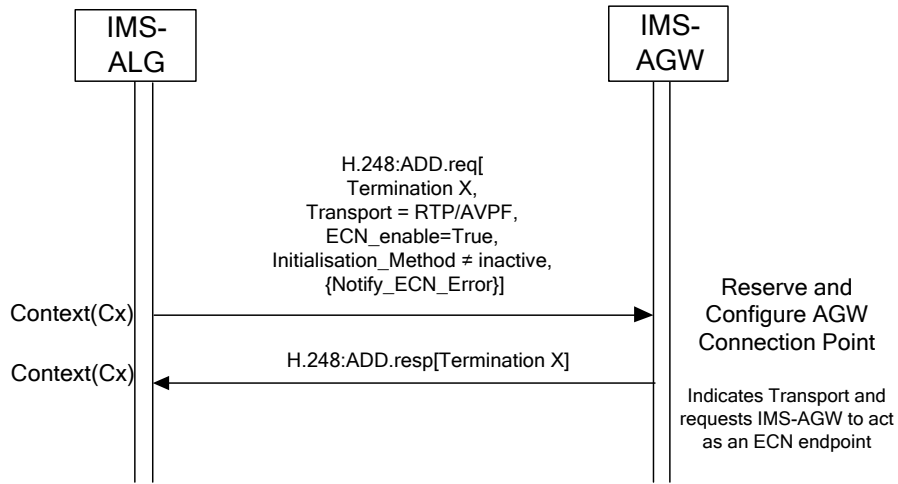 IMS-
ALG
IMS-
AGW
H.248:ADD.req[
Termination X,
Transport = RTP/AVPF,
ECN_enable=True,
Initialisation_Method ≠ inactive,
{Notify_ECN_Error}]
Context(Cx)
Reserve and
Configure AGW
Connection Point
H.248:ADD.resp[Termination X]
Context(Cx)
Indicates Transport and
requests IMS-AGW to act
as an ECN endpoint